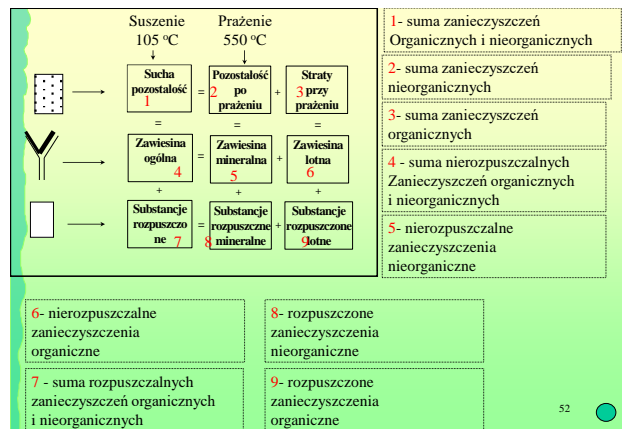 Suszenie Prażenie
105 ºC 550 ºC
Sucha pozostałość 1 = Pozostałość po prażeniu 2 + Straty przy prażeniu 3
= = =
Zawiesina ogólna 4 = Zawiesina mineralna 5 + Zawiesina lotna 6
+ + +
Substancje rozpuszczo ne 7 = Substancje rozpuszczne mineralne 8 + Substancje rozpuszczone lotne 9
1- suma zanieczyszczeń
Organicznych i nieorganicznych
2- suma zanieczyszczeń
nieorganicznych
3- suma zanieczyszczeń
organicznych
4 - suma nierozpuszczalnych
Zanieczyszczeń organicznych
i nieorganicznych
5- nierozpuszczalne
zanieczyszczenia
nieorganiczne
6- nierozpuszczalne
zanieczyszczenia
organiczne
8- rozpuszczone
zanieczyszczenia
nieorganiczne
7 - suma rozpuszczalnych
zanieczyszczeń organicznych
i nieorganicznych
9- rozpuszczone
zanieczyszczenia
organiczne
52